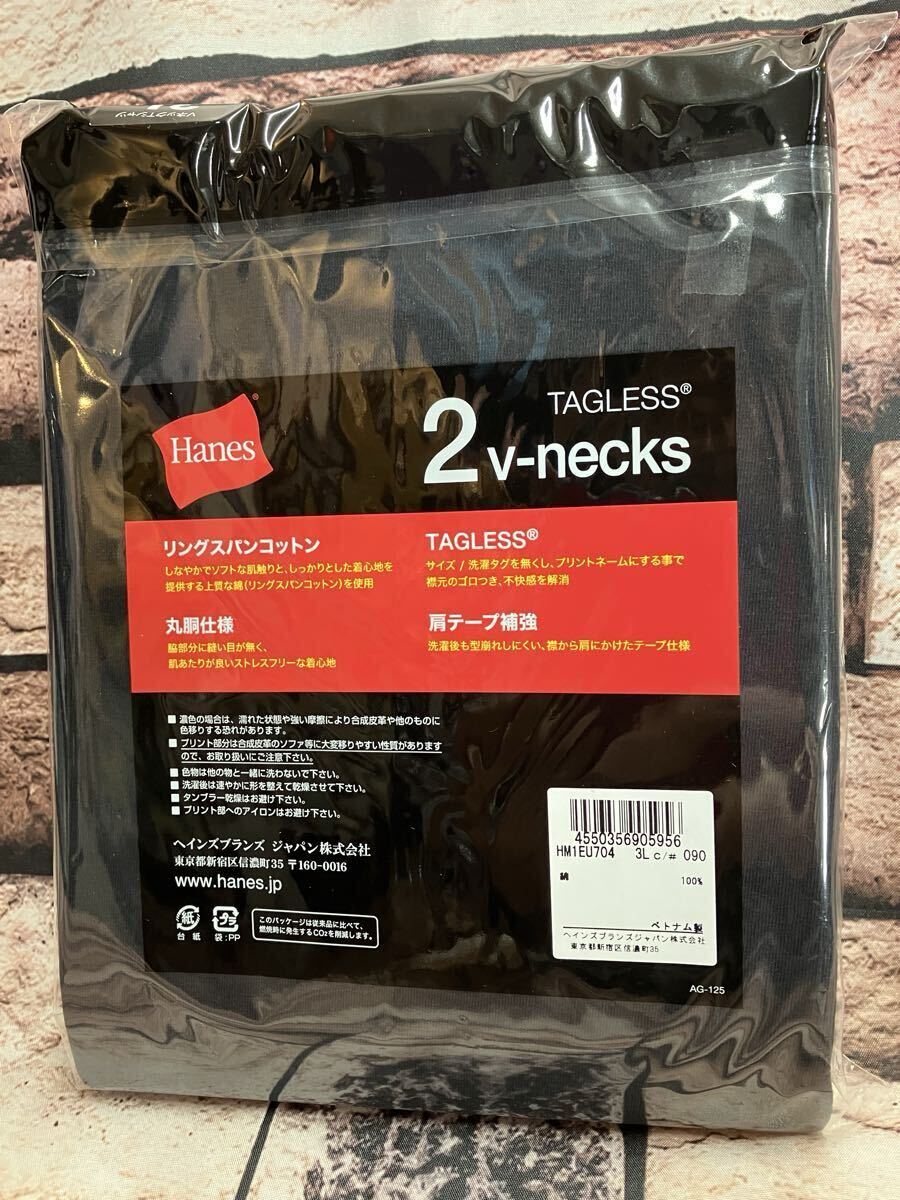 VネックTシャツ
Hanes®
TAGLESS®
2 v-necks
リングスパンコットン
しなやかでソフトな肌触りと、しっかりとした着心地を
提供する上質な綿(リングスパンコットン)を使用
TAGLESS®
サイズ / 洗濯タグを無くし、プリントネームにする事で
襟元のゴロつき、不快感を解消
丸胴仕様
脇部分に縫い目が無く、
肌あたりが良いストレスフリーな着心地
肩テープ補強
洗濯後も型崩れしにくい、襟から肩にかけたテープ仕様
■ 濃色の場合は、濡れた状態や強い摩擦により合成皮革や他のものに
色移りする恐れがあります。
■ プリント部分は合成皮革のソファ等に大変移りやすい性質があります
ので、お取り扱いにご注意下さい。
■ 色物は他の物と一緒に洗わないで下さい。
■ 洗濯後は速やかに形を整えて乾燥させて下さい。
■ タンブラー乾燥はお避け下さい。
■ プリント部へのアイロンはお避け下さい。
ヘインズブランズ ジャパン株式会社
東京都新宿区信濃町35 〒160-0016
www.hanes.jp
紙
台 紙
プラ
袋:PP
このパッケージは従来品に比べて、
燃焼時に発生するCO2を削減します。
4550356905956
HM1EU704 3L c/# 090
綿 100%
ベトナム製
ヘインズブランズジャパン株式会社
東京都新宿区信濃町35
AG-125